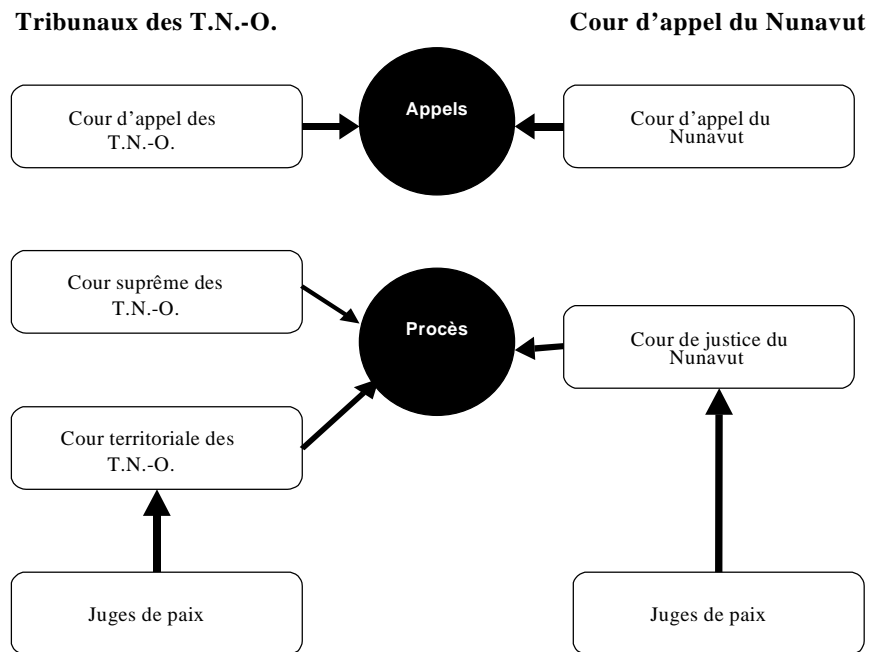 Tribunaux des T.N.-O.
Cour d’appel du Nunavut
Cour d’appel des
T.N.-O.
Appels
Cour d’appel du
Nunavut
Cour suprême des
T.N.-O.
Procès
Cour de justice du
Nunavut
Cour territoriale des
T.N.-O.
Juges de paix
Juges de paix